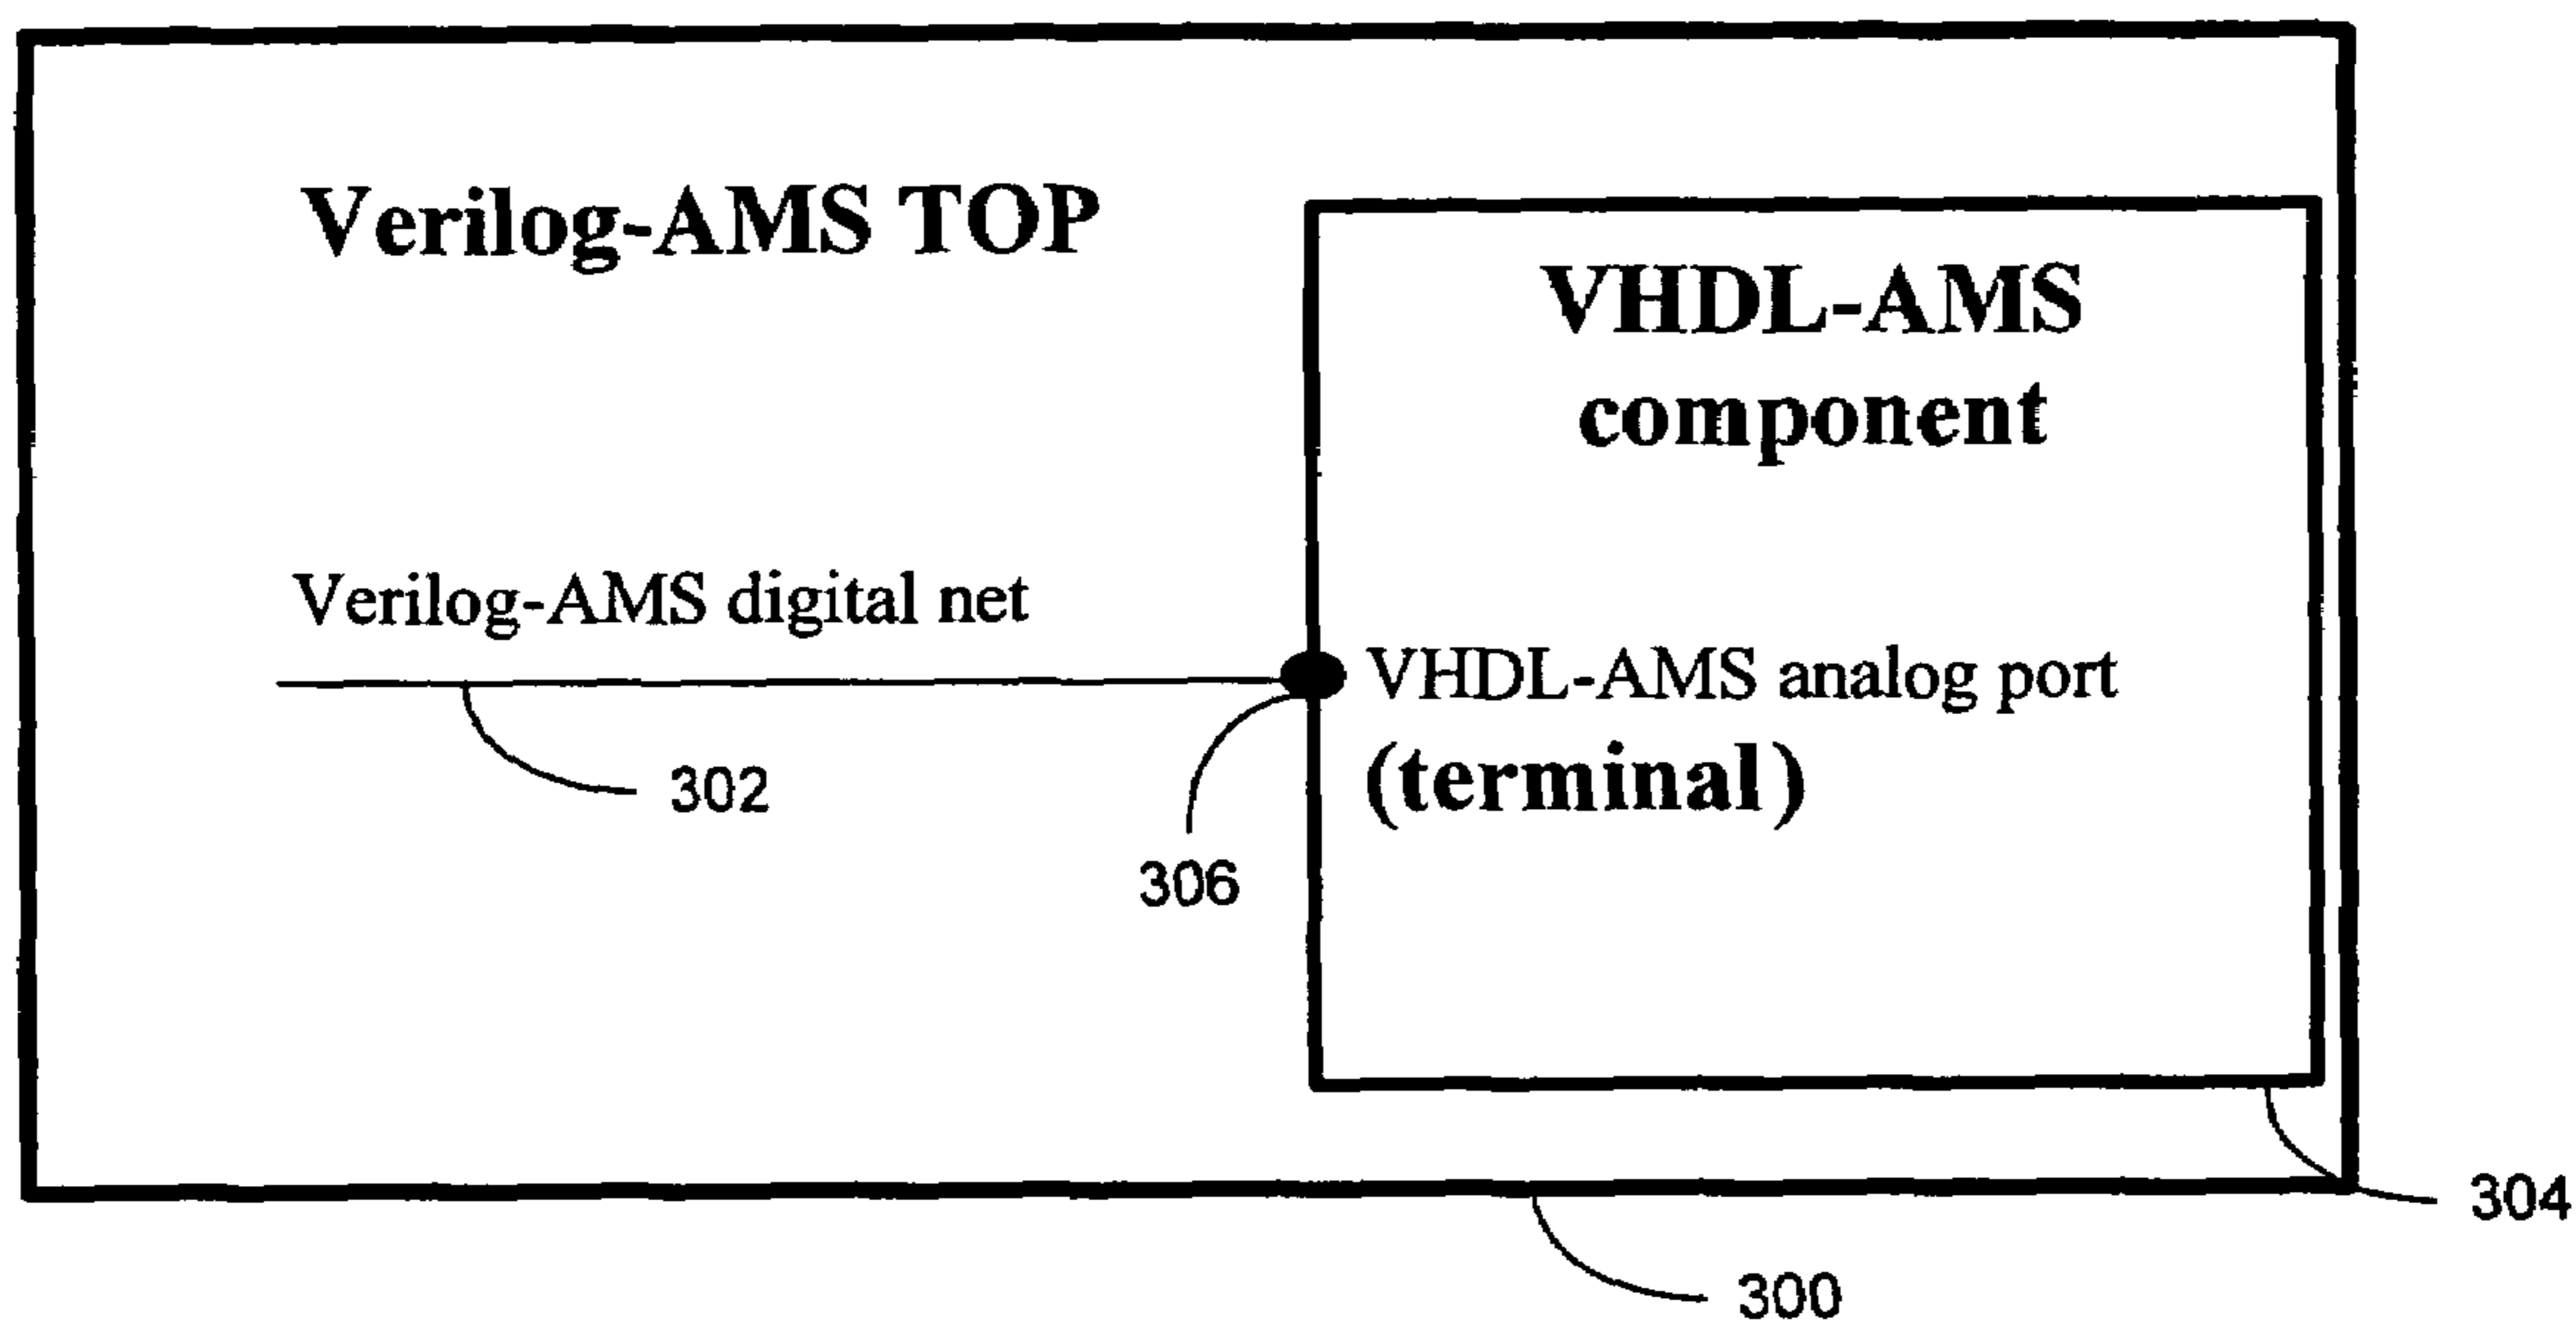 Verilog-AMS TOP
VHDL-AMS
component
Verilog-AMS digital net
VHDL-AMS analog port
(terminal)
302
306
304
300